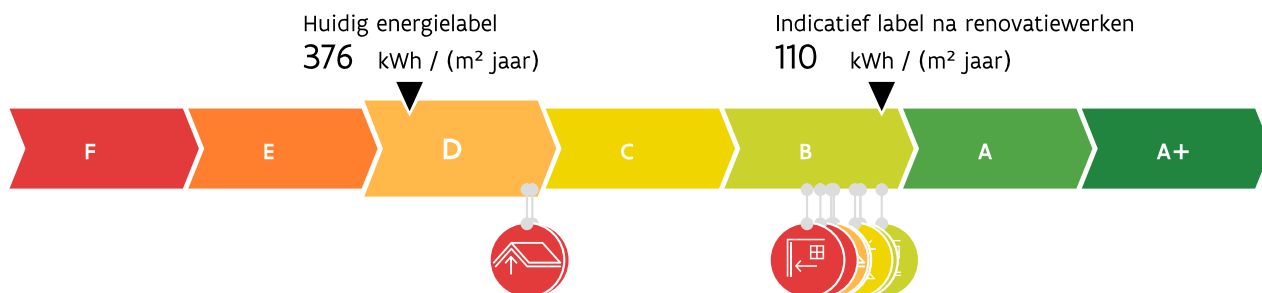 Huidig energielabel
376 kWh / (m² jaar)
Indicatief label na renovatiewerken
110 kWh / (m² jaar)
F E D C B A A+